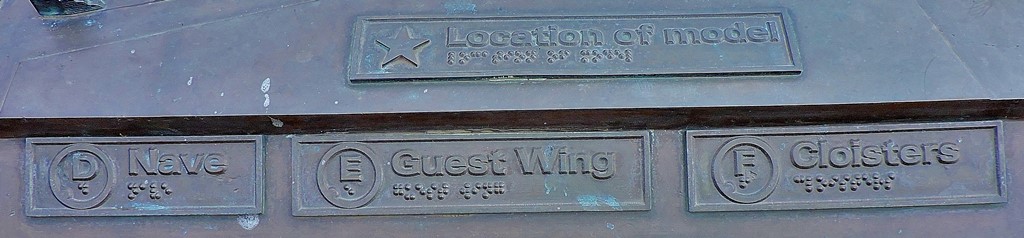 Location of model
D Nave
E Guest Wing
F Cloisters